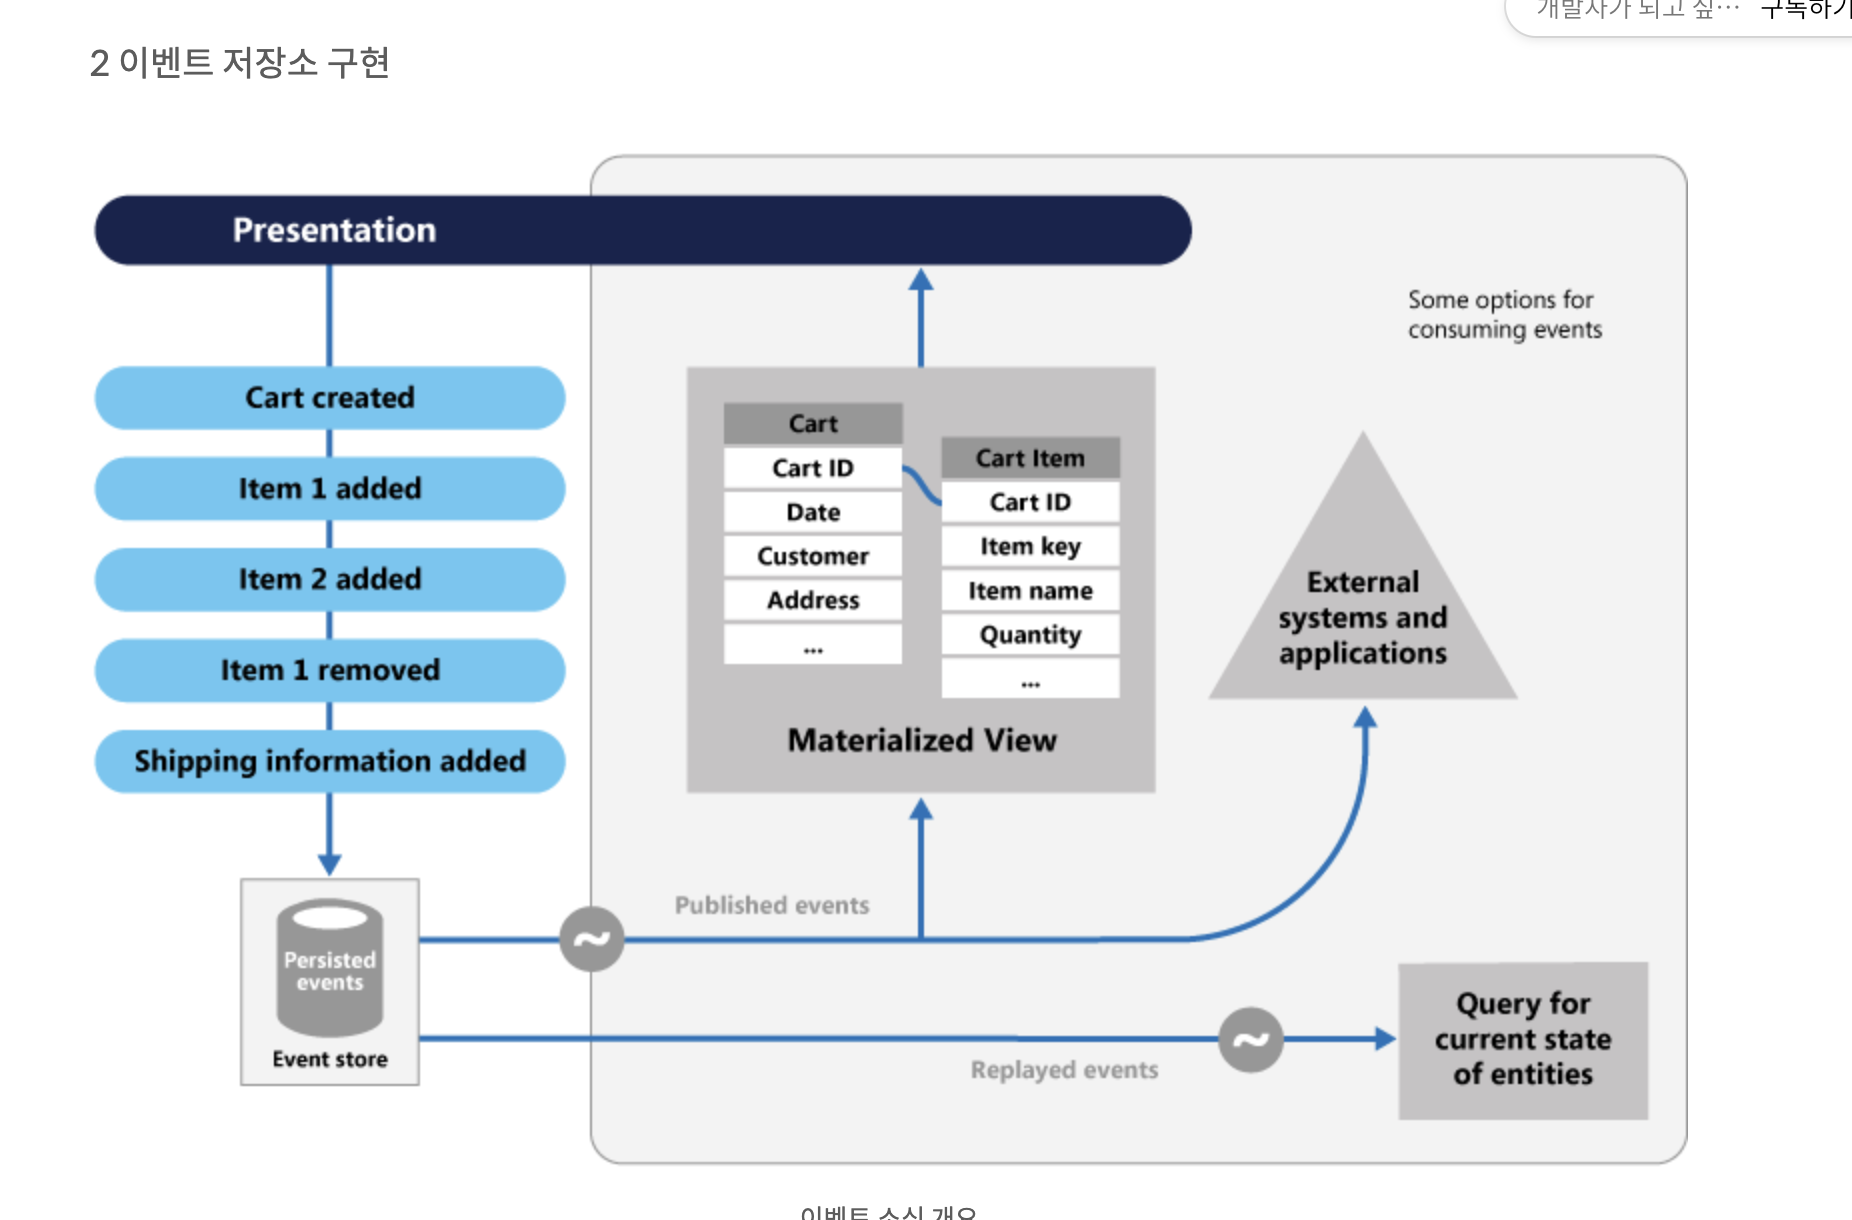 개발자가 되고 싶… 구독하기
2 이벤트 저장소 구현
Presentation
Some options for
consuming events
Cart created
Item 1 added
Item 2 added
Item 1 removed
Shipping information added
Cart
Cart ID
Date
Customer
Address
...
Cart Item
Cart ID
Item key
Item name
Quantity
...
Materialized View
External
systems and
applications
Published events
Persisted
events
Event store
Replayed events
Query for
current state
of entities
이벤트 소싱 개요